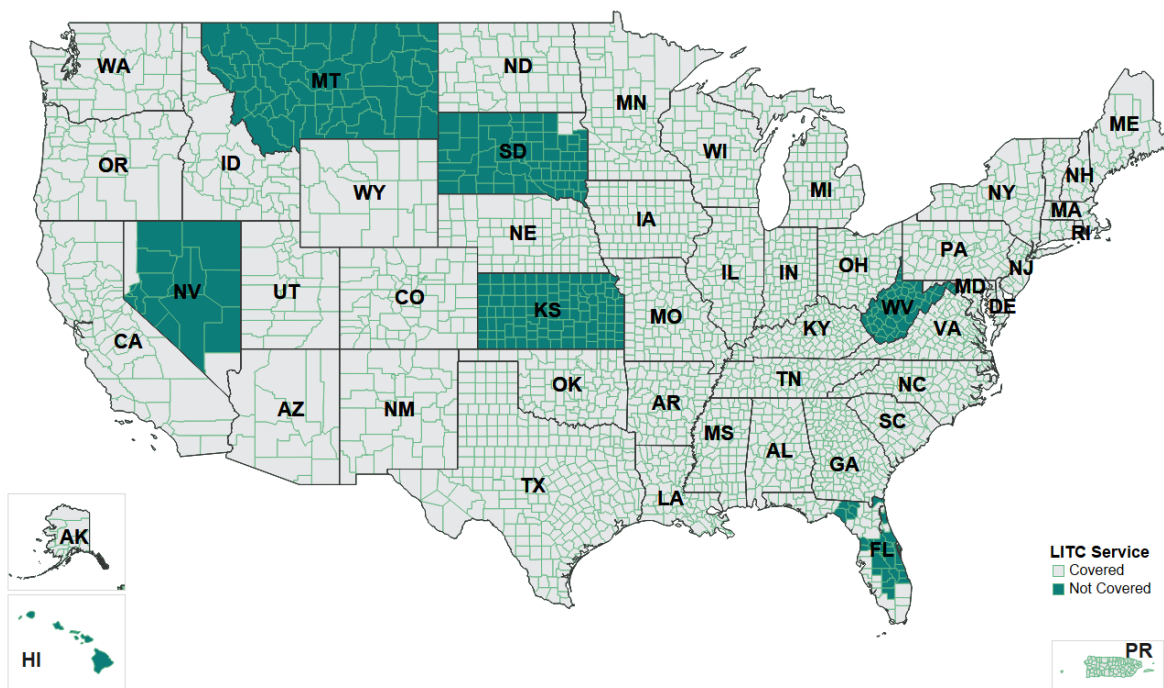 WA
MT
ND
MN
ME
OR
ID
SD
WI
WY
MI
NH
NY
MA
RI
IA
NE
PA
NV
UT
CO
IL
IN
OH
NJ
MD
DE
WV
KS
MO
KY
VA
CA
TN
OK
NC
AZ
NM
AR
SC
MS
AL
GA
TX
LA
AK
FL
LITC Service
Covered
Not Covered
HI
PR